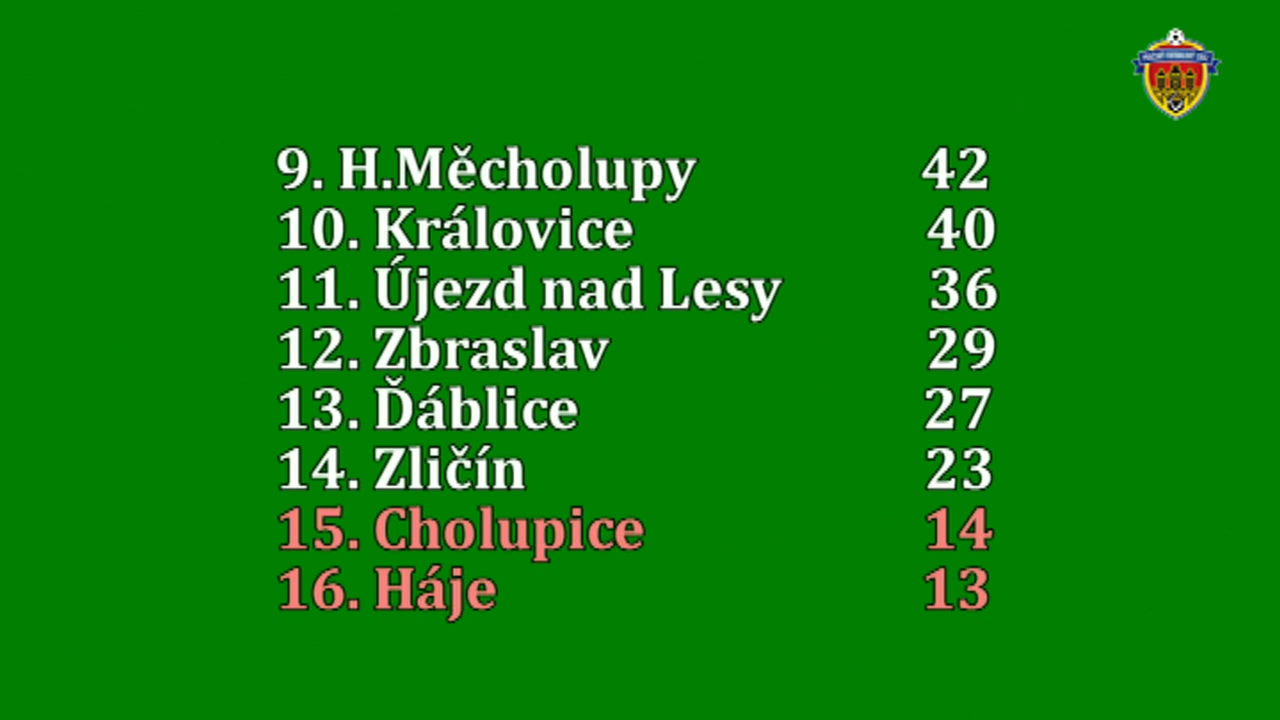 9. H.Měcholupy 42
10. Královice 40
11. Újezd nad Lesy 36
12. Zbraslav 29
13. Ďáblice 27
14. Zličín 23
15. Cholupice 14
16. Háje 13